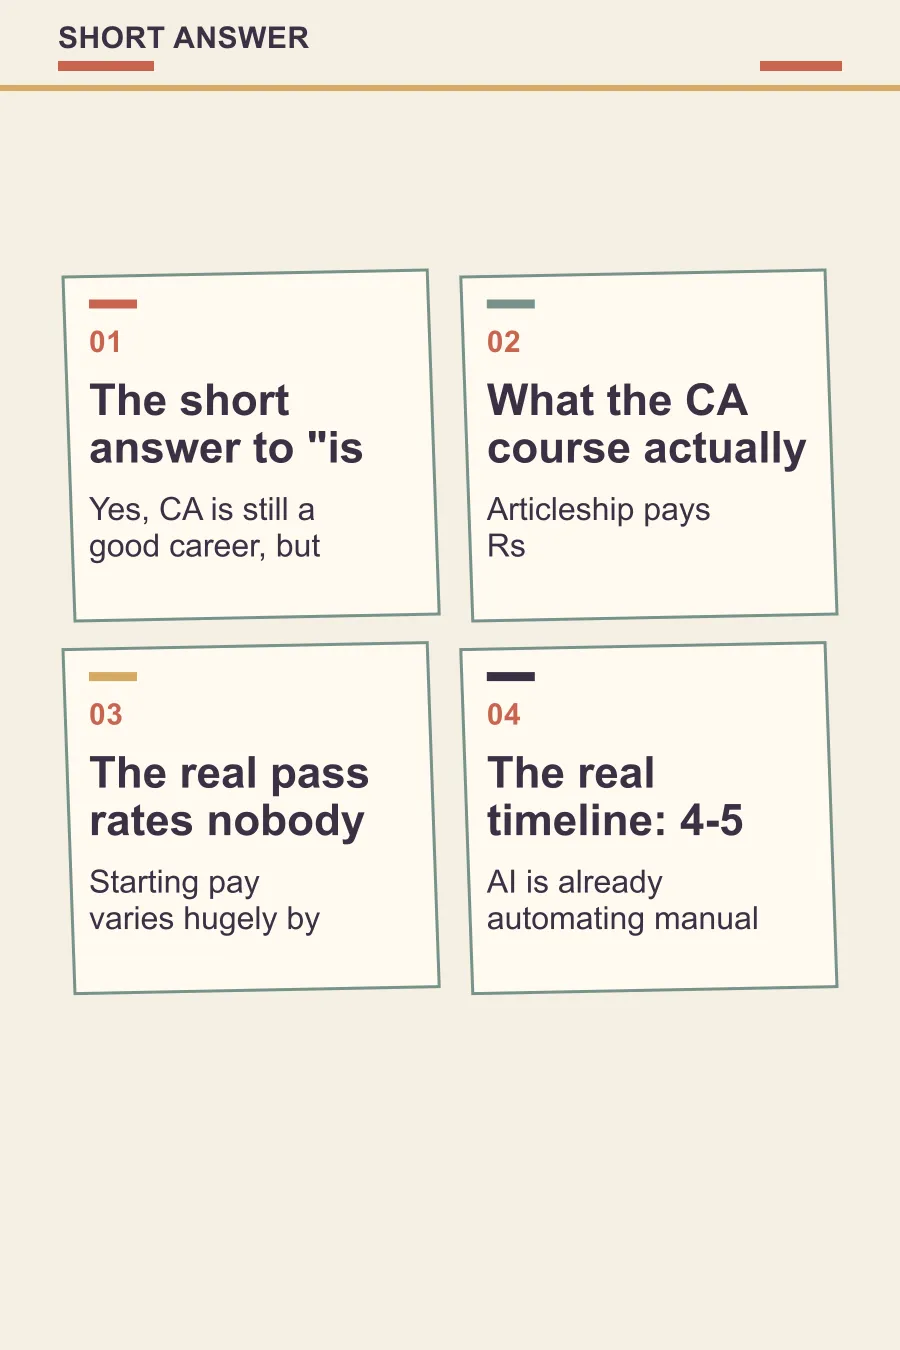 SHORT ANSWER
01
The short
answer to "is
Yes, CA is still a
good career, but
02
What the CA
course actually
Articleship pays
Rs
03
The real pass
rates nobody
Starting pay
varies hugely by
04
The real
timeline: 4-5
AI is already
automating manual